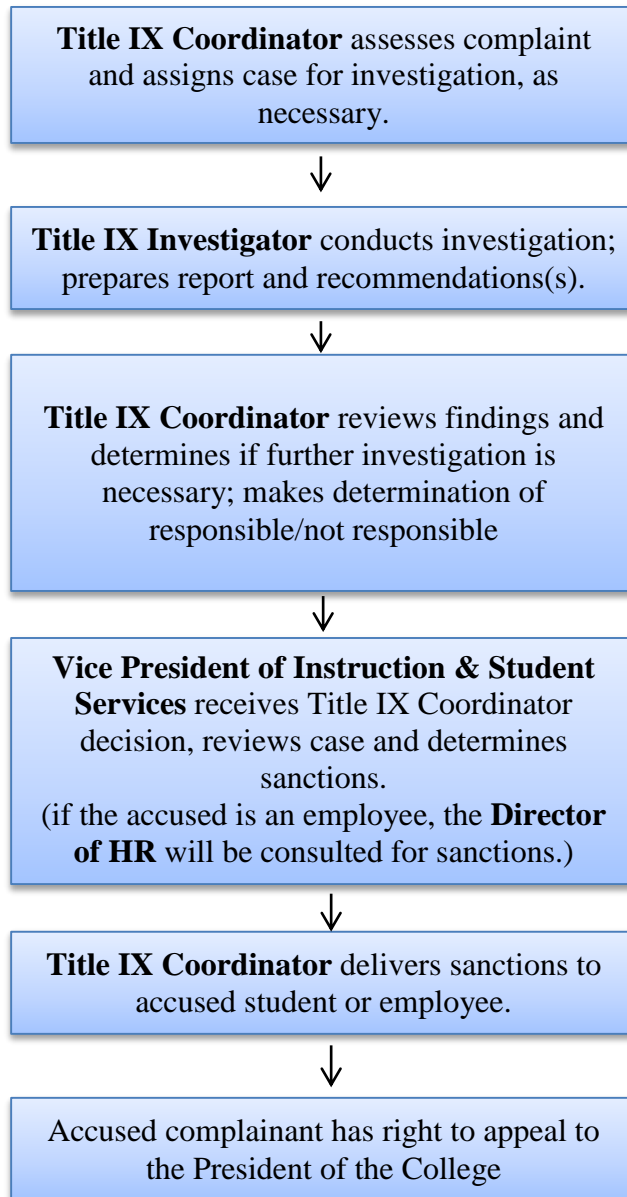 Title IX Coordinator assesses complaint
and assigns case for investigation, as
necessary.
Title IX Investigator conducts investigation;
prepares report and recommendations(s).
Title IX Coordinator reviews findings and
determines if further investigation is
necessary; makes determination of
responsible/not responsible
Vice President of Instruction & Student
Services receives Title IX Coordinator
decision, reviews case and determines
sanctions.
(if the accused is an employee, the Director
of HR will be consulted for sanctions.)
Title IX Coordinator delivers sanctions to
accused student or employee.
Accused complainant has right to appeal to
the President of the College